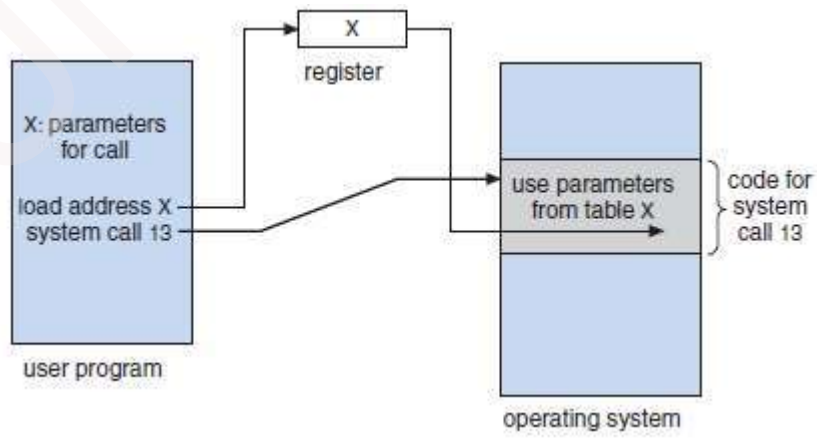 X
register
X: parameters
for call
load address X
system call 13
user program
use parameters
from table X
code for
system
call 13
operating system